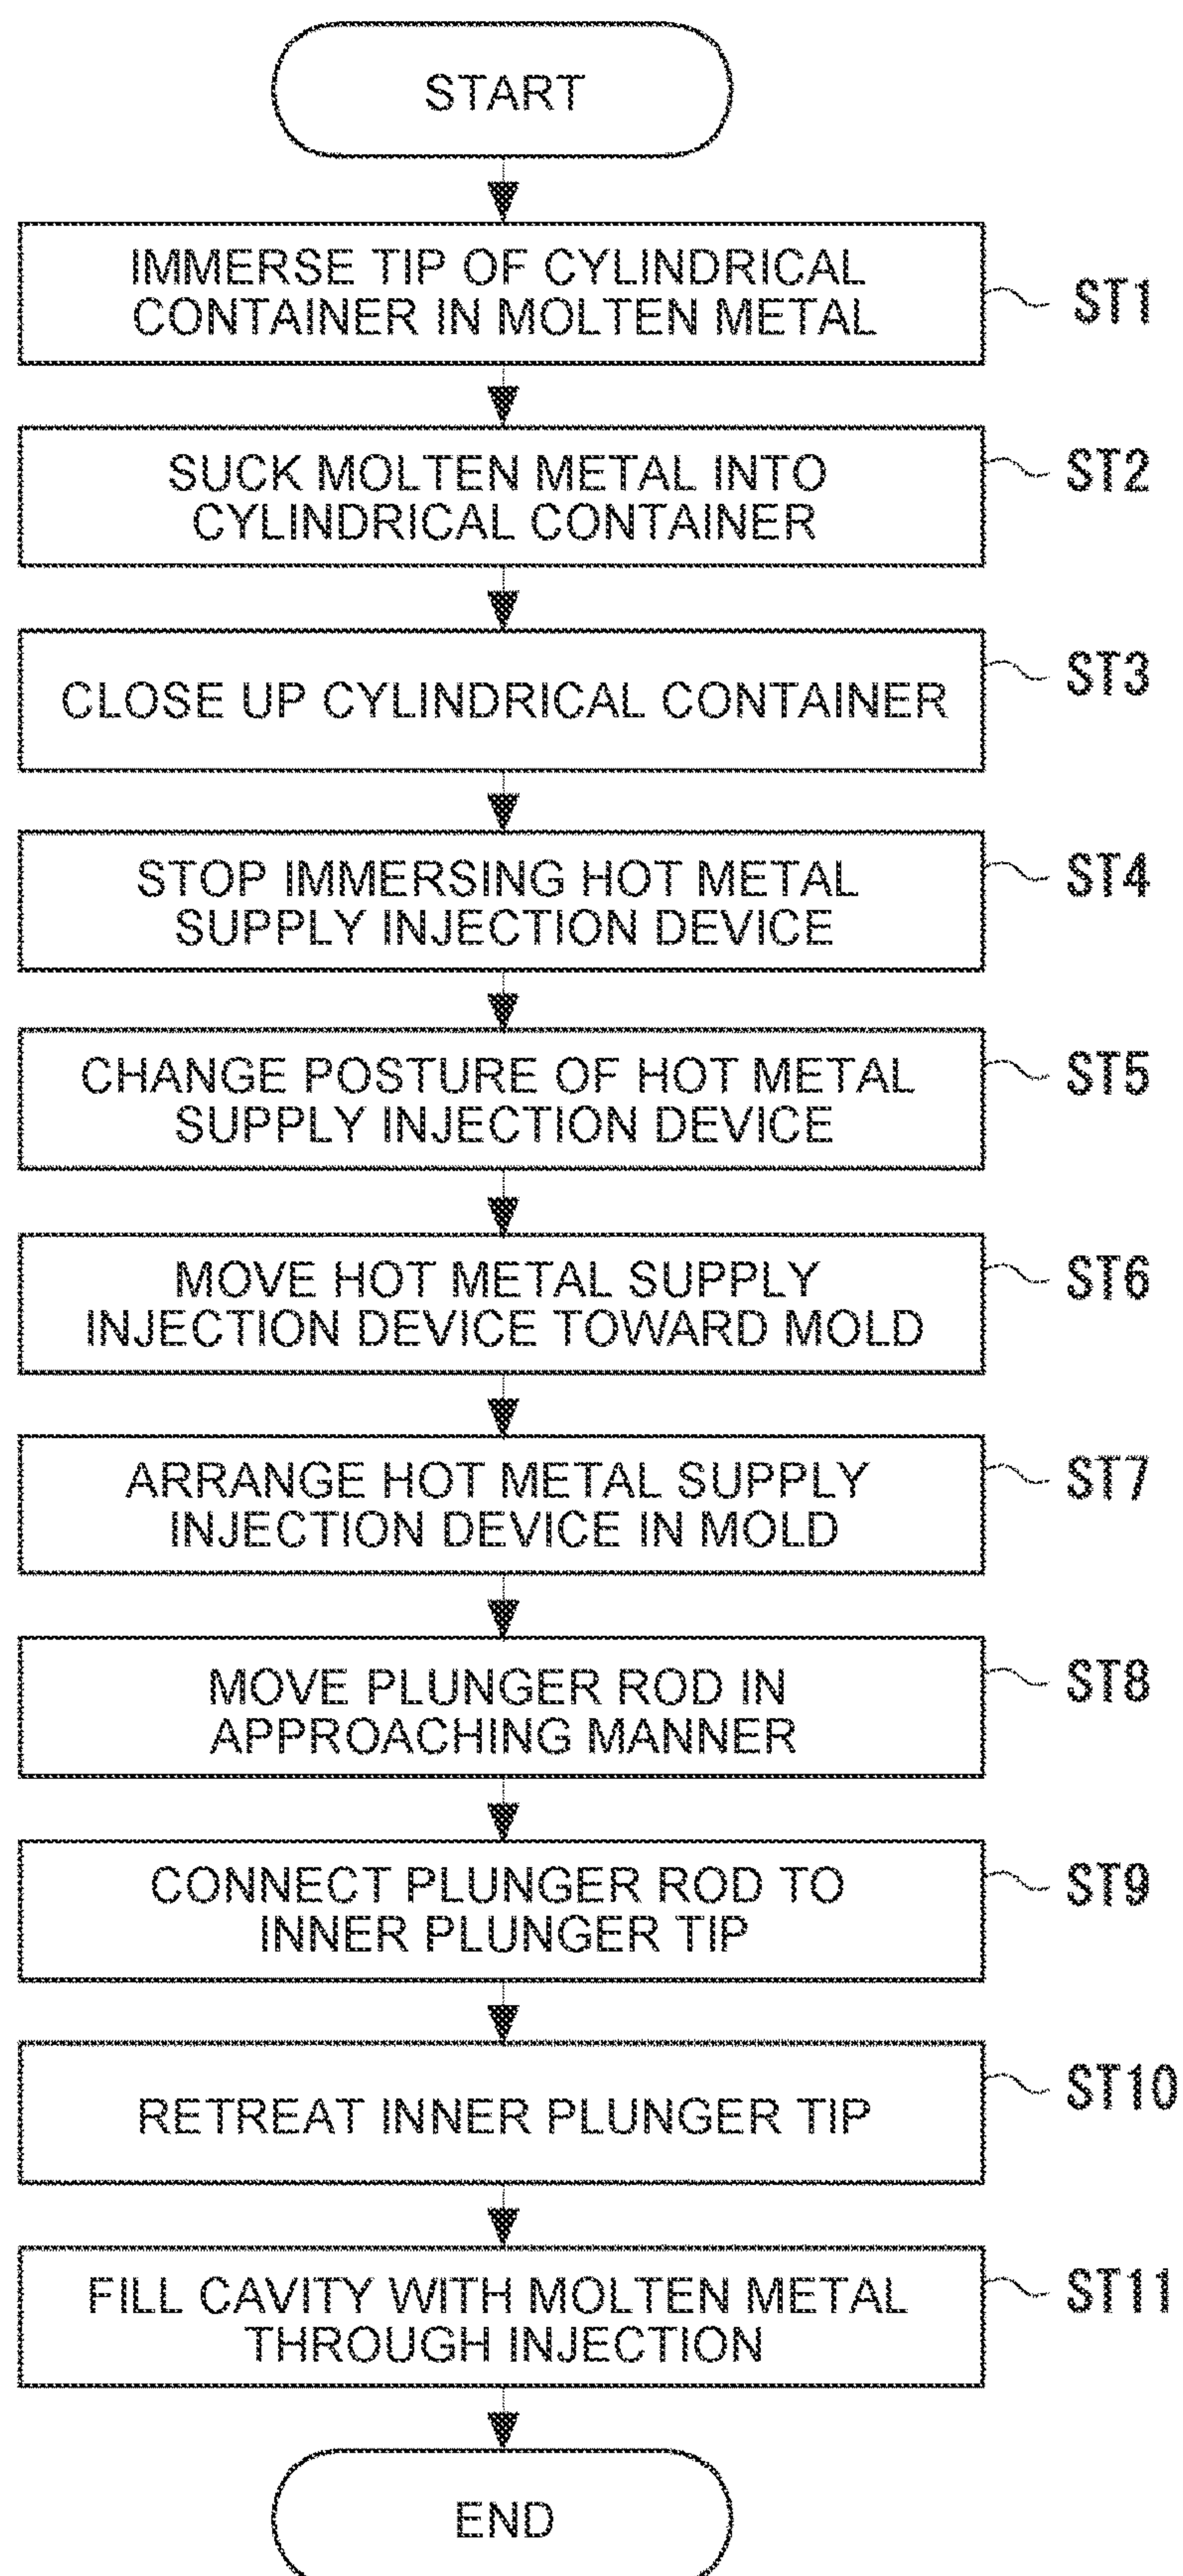 START
IMMERSE TIP OF CYLINDRICAL
CONTAINER IN MOLTEN METAL
ST1
SUCK MOLTEN METAL INTO
CYLINDRICAL CONTAINER
ST2
CLOSE UP CYLINDRICAL CONTAINER
ST3
STOP IMMERSING HOT METAL
SUPPLY INJECTION DEVICE
ST4
CHANGE POSTURE OF HOT METAL
SUPPLY INJECTION DEVICE
ST5
MOVE HOT METAL SUPPLY
INJECTION DEVICE TOWARD MOLD
ST6
ARRANGE HOT METAL SUPPLY
INJECTION DEVICE IN MOLD
ST7
MOVE PLUNGER ROD IN
APPROACHING MANNER
ST8
CONNECT PLUNGER ROD TO
INNER PLUNGER TIP
ST9
RETREAT INNER PLUNGER TIP
ST10
FILL CAVITY WITH MOLTEN METAL
THROUGH INJECTION
ST11
END